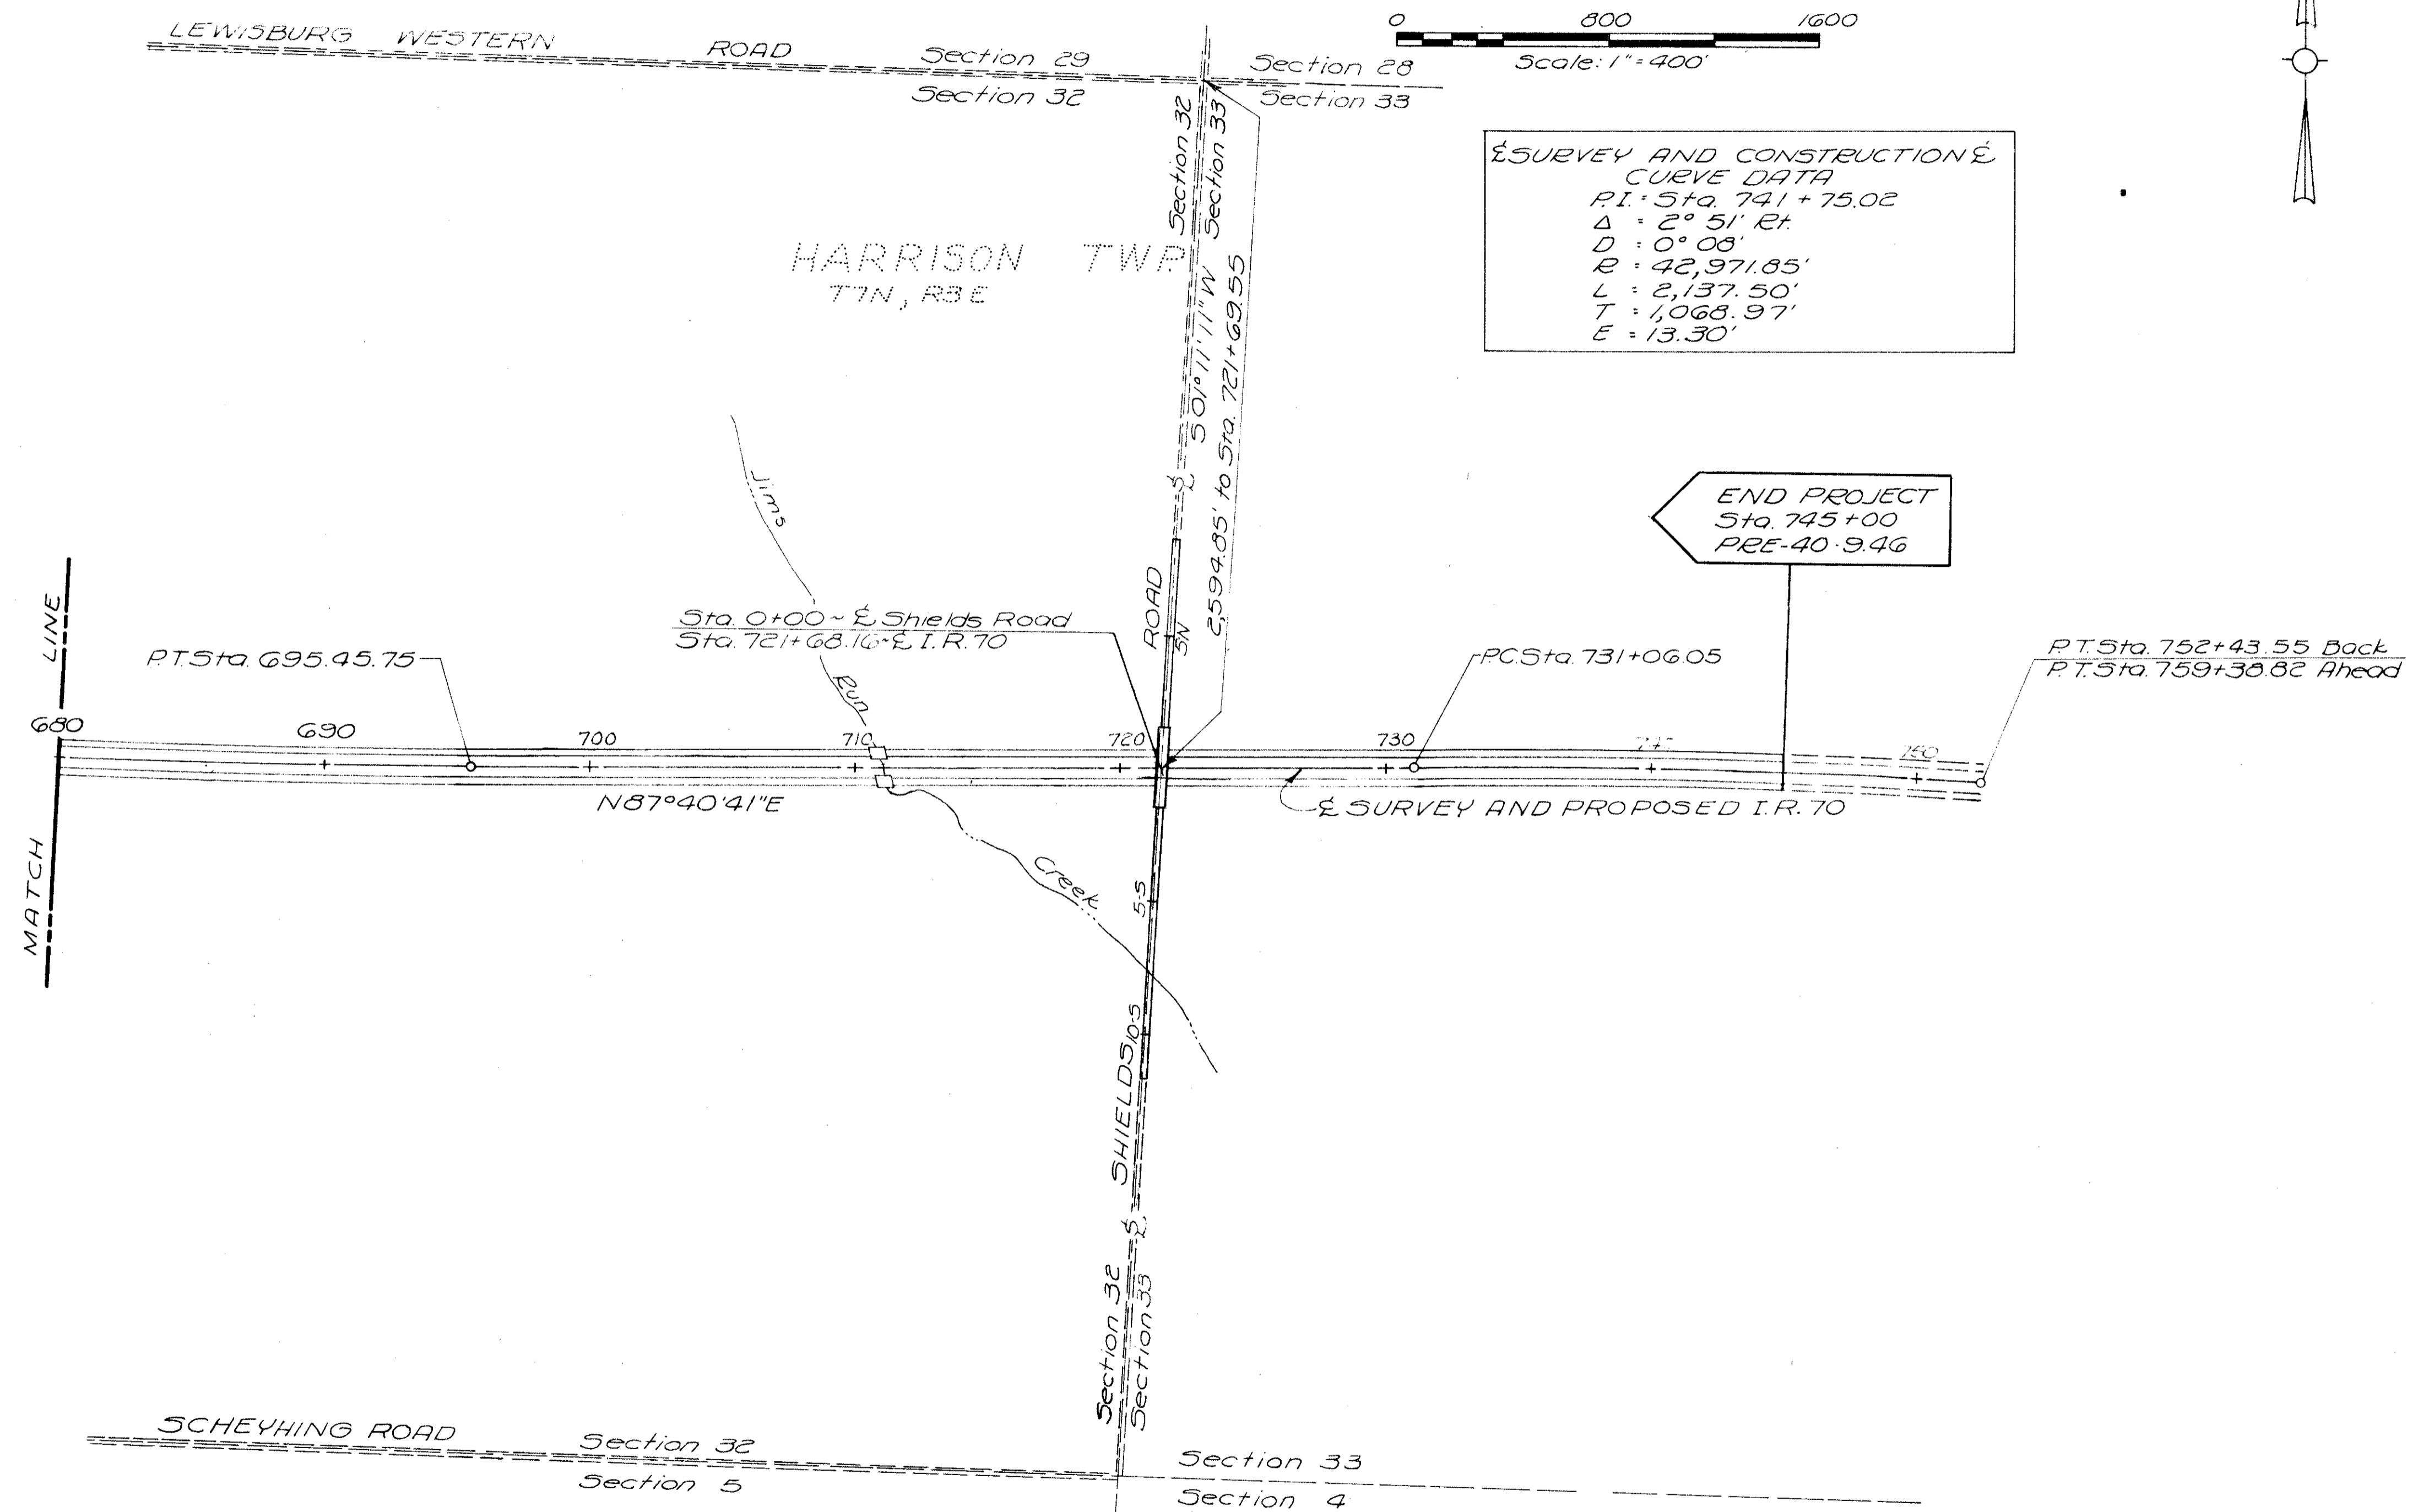 LEWISBURG WESTERN ROAD
Section 29
Section 28
Section 32
Section 33
0 800 1600
Scale: 1" = 400'
℄ SURVEY AND CONSTRUCTION ℄
CURVE DATA
P.I. : Sta. 741 + 75.02
Δ : 2° 51' Rt.
D : 0° 08'
R : 42,971.85'
L : 2,137.50'
T : 1,068.97'
E : 13.30'
Section 32
Section 33
HARRISON TWP.
T7N, R3E
S 01° 11' 11" W
2,594.85' to Sta. 721+69.55
Jims
Run
Creek
END PROJECT
Sta. 745+00
PRE-40-9.46
MATCH LINE
Sta. 0+00 ~ ℄ Shields Road
Sta. 721+68.16 ~ ℄ I.R. 70
P.T. Sta. 695.45.75
P.C. Sta. 731+06.05
P.T. Sta. 752+43.55 Back
P.T. Sta. 759+38.82 Ahead
680 690 700 710 720 730 750
N 87° 40' 41" E
℄ SURVEY AND PROPOSED I.R. 70
SHIELDS ROAD
5N
5-S
10-S
℄
℄
Section 32
Section 33
SCHEYHING ROAD
Section 32
Section 5
Section 33
Section 4